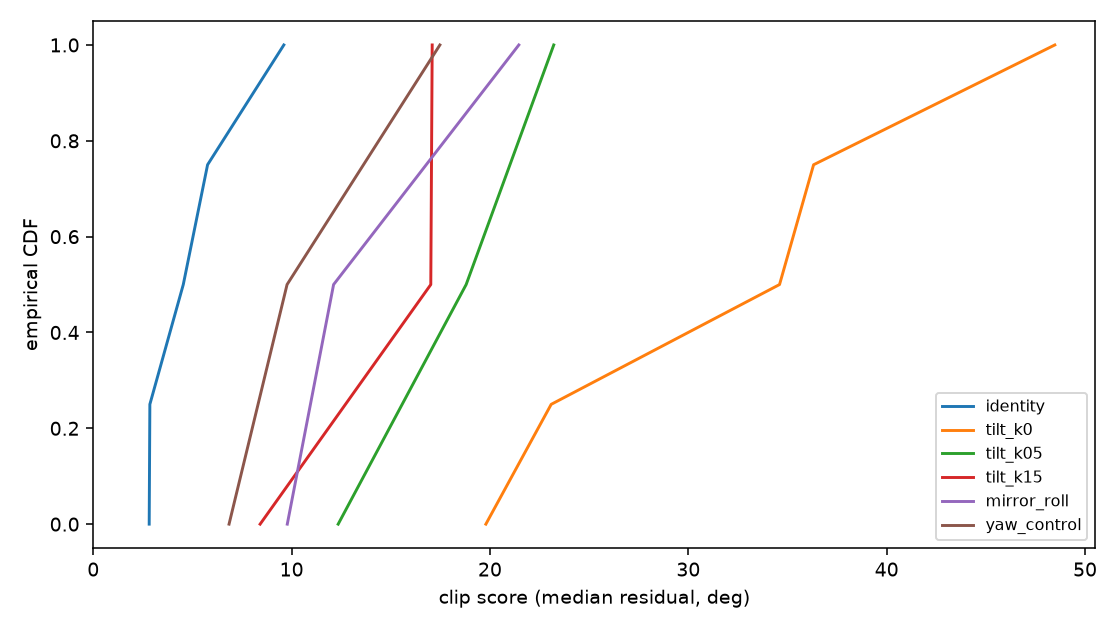 1.0
0.8
0.6
0.4
0.2
0.0
empirical CDF
0
10
20
30
40
50
clip score (median residual, deg)
identity
tilt_k0
tilt_k05
tilt_k15
mirror_roll
yaw_control